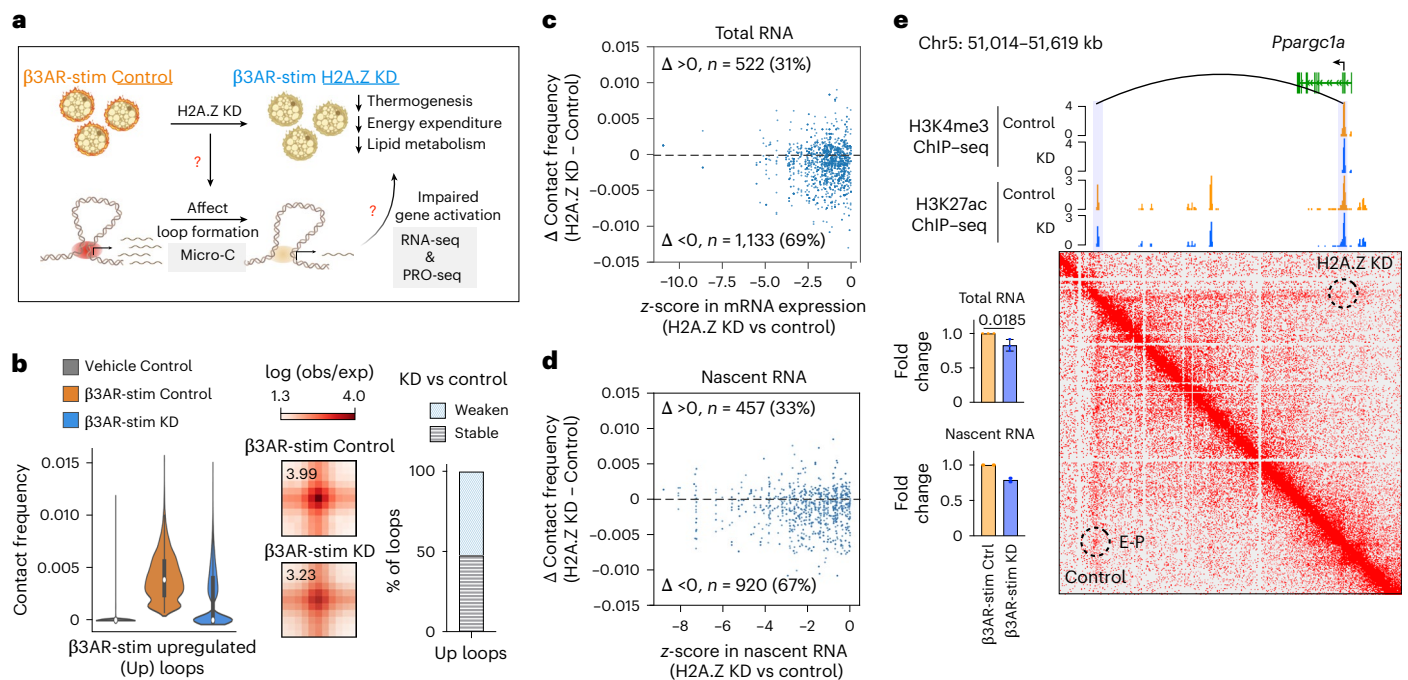 a
β3AR-stim Control
β3AR-stim H2A.Z KD
H2A.Z KD
Thermogenesis
Energy expenditure
Lipid metabolism
?
?
Affect
loop formation
Micro-C
Impaired
gene activation
RNA-seq
&
PRO-seq
b
Vehicle Control
β3AR-stim Control
β3AR-stim KD
Contact frequency
0.015
0.010
0.005
0
β3AR-stim upregulated
(Up) loops
log (obs/exp)
1.3 4.0
β3AR-stim Control
3.99
β3AR-stim KD
3.23
KD vs control
Weaken
Stable
% of loops
100
50
0
Up loops
c
Total RNA
Δ Contact frequency
(H2A.Z KD – Control)
0.015
0.010
0.005
0
−0.005
−0.010
−0.015
Δ >0, n = 522 (31%)
Δ <0, n = 1,133 (69%)
−10.0 −7.5 −5.0 −2.5 0
z-score in mRNA expression
(H2A.Z KD vs control)
d
Nascent RNA
Δ Contact frequency
(H2A.Z KD – Control)
0.015
0.010
0.005
0
−0.005
−0.010
−0.015
Δ >0, n = 457 (33%)
Δ <0, n = 920 (67%)
−8 −6 −4 −2 0
z-score in nascent RNA
(H2A.Z KD vs control)
e
Chr5: 51,014–51,619 kb
Ppargc1a
H3K4me3
ChIP–seq
Control
4
0
KD
4
0
H3K27ac
ChIP–seq
Control
3
0
KD
3
0
H2A.Z KD
E-P
Control
Total RNA
0.0185
Fold
change
1.0
0.5
0
Nascent RNA
Fold
change
1.0
0.5
0
β3AR-stim Ctrl
β3AR-stim KD